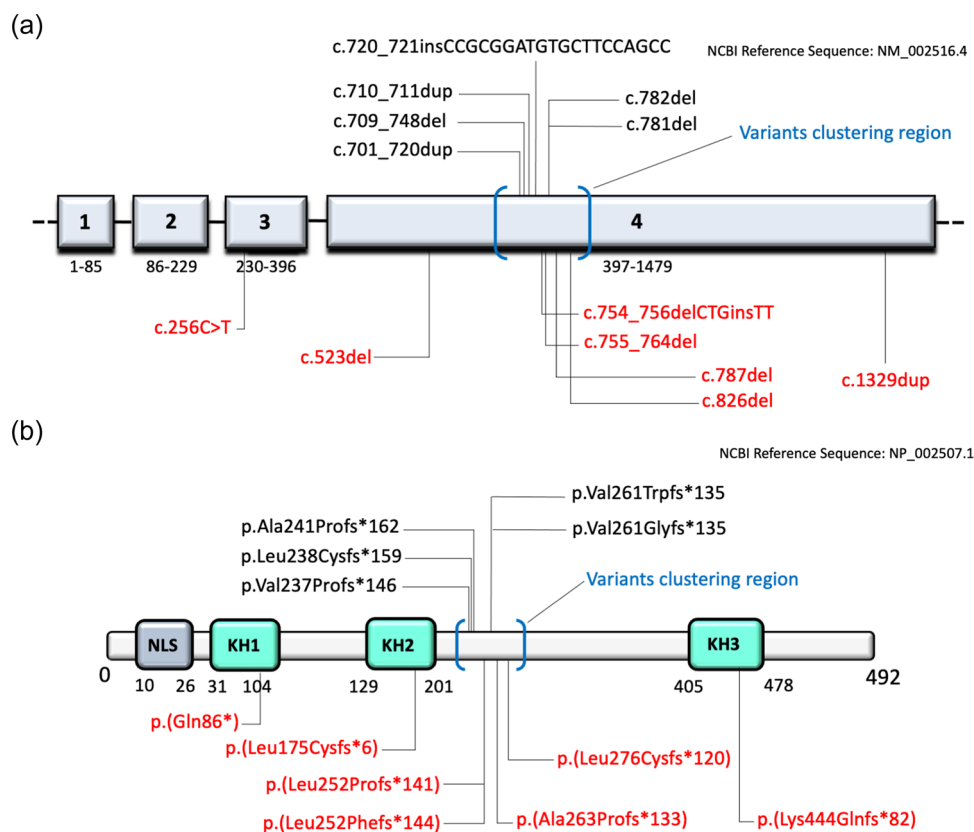 (a)
c.720_721insCCGCGGATGTGCTTCCAGCC
NCBI Reference Sequence: NM_002516.4
c.710_711dup
c.782del
c.709_748del
c.781del
Variants clustering region
c.701_720dup
1
2
3
4
1-85
86-229
230-396
397-1479
c.754_756delCTGinsTT
c.256C>T
c.755_764del
c.523del
c.787del
c.1329dup
c.826del
(b)
NCBI Reference Sequence: NP_002507.1
p.Val261Trpfs*135
p.Ala241Profs*162
p.Val261Glyfs*135
p.Leu238Cysfs*159
Variants clustering region
p.Val237Profs*146
NLS
KH1
KH2
KH3
0
10
26
31
104
129
201
405
478
492
p.(Gln86*)
p.(Leu175Cysfs*6)
p.(Leu276Cysfs*120)
p.(Leu252Profs*141)
p.(Leu252Phefs*144)
p.(Ala263Profs*133)
p.(Lys444Glnfs*82)